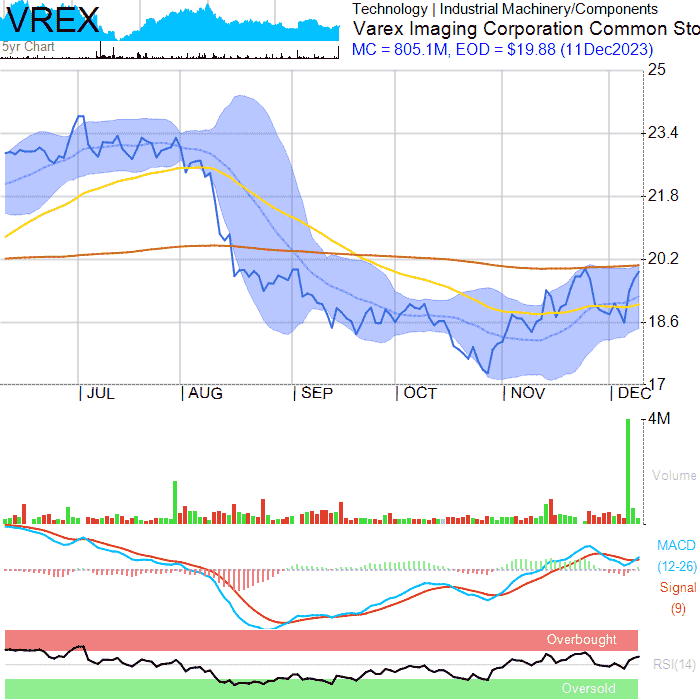 VREX
5yr Chart
Technology | Industrial Machinery/Components
Varex Imaging Corporation Common Sto
MC = 805.1M, EOD = $19.88 (11Dec2023)
25
23.4
21.8
20.2
18.6
17
| JUL | AUG | SEP | OCT | NOV | DEC
4M
Volume
MACD
(12-26)
Signal
(9)
Overbought
RSI(14)
Oversold